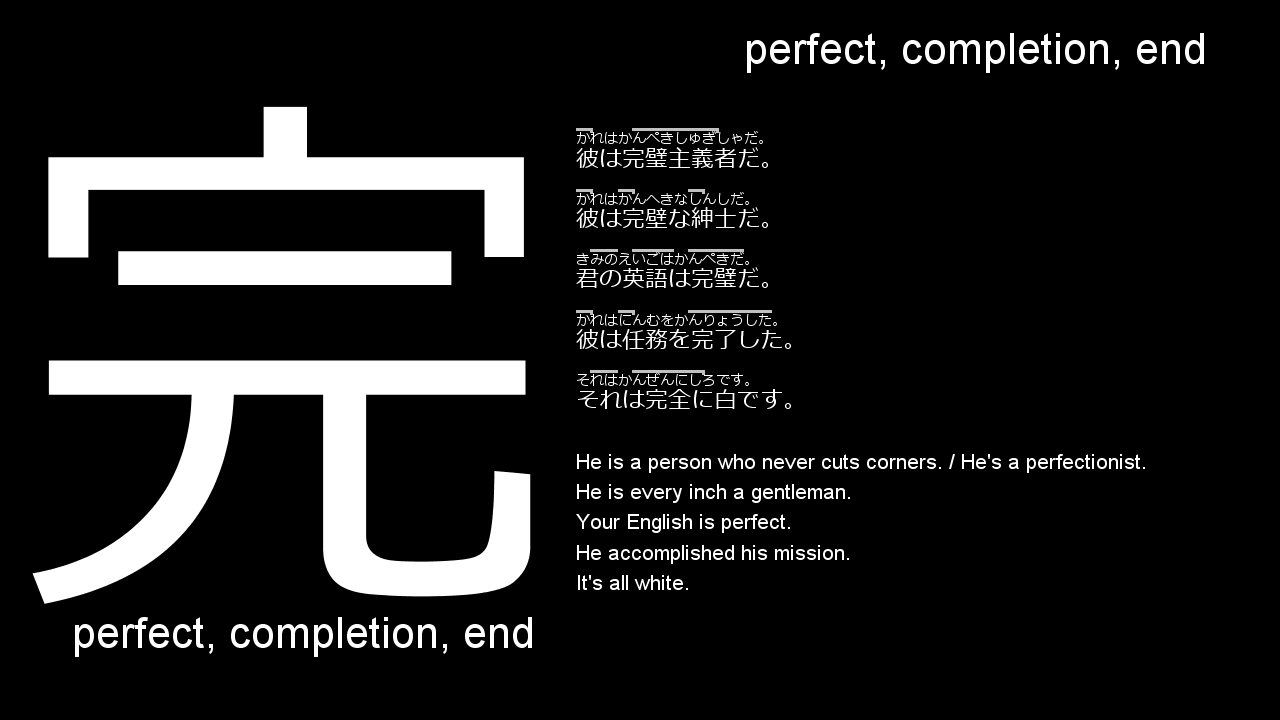 perfect, completion, end
完
perfect, completion, end
かれはかんぺきしゅぎしゃだ。
彼は完璧主義者だ。
かれはかんへきなしんしだ。
彼は完壁な紳士だ。
きみのえいごはかんぺきだ。
君の英語は完璧だ。
かれはにんむをかんりょうした。
彼は任務を完了した。
それはかんぜんにしろです。
それは完全に白です。
He is a person who never cuts corners. / He's a perfectionist.
He is every inch a gentleman.
Your English is perfect.
He accomplished his mission.
It's all white.